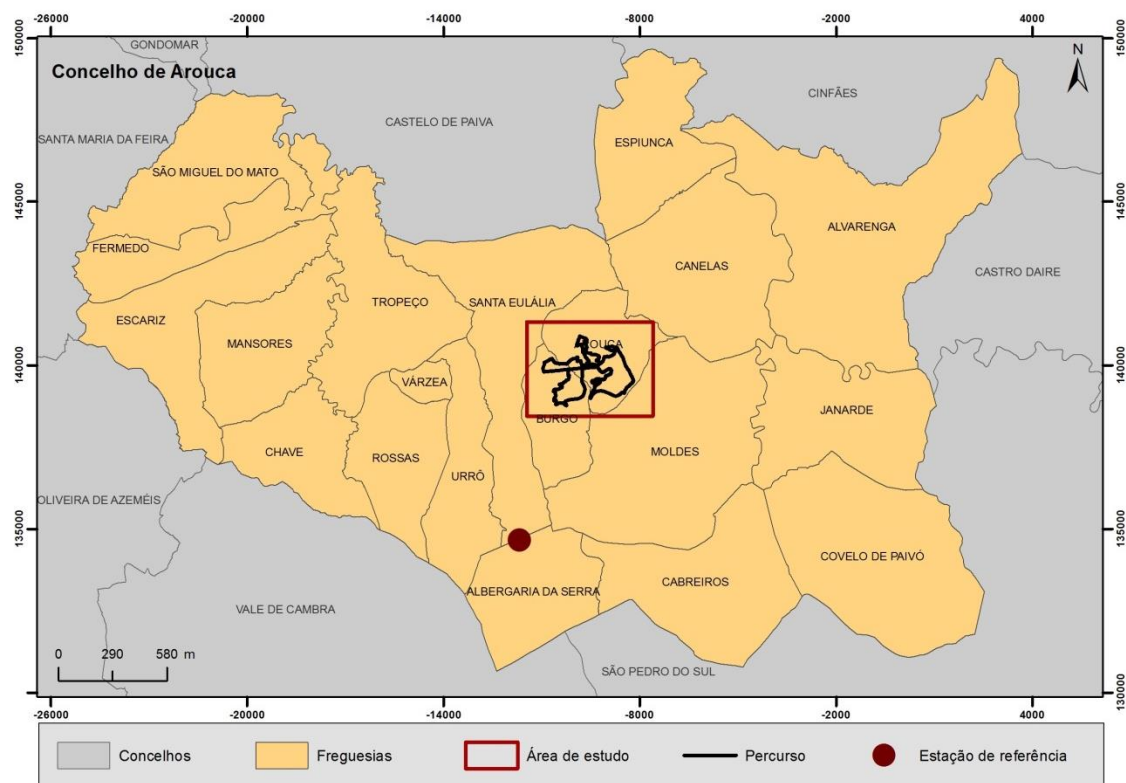 -26000 -20000 -14000 -8000 -2000 4000
150000 150000
GONDOMAR
N
Concelho de Arouca
CINFÃES
CASTELO DE PAIVA
SANTA MARIA DA FEIRA
ESPIUNCA
SÃO MIGUEL DO MATO
145000 145000
ALVARENGA
FERMEDO
CANELAS
CASTRO DAIRE
TROPEÇO SANTA EULÁLIA
ESCARIZ
MANSORES AROUCA
140000 140000
VÁRZEA
JANARDE
BURGO
CHAVE ROSSAS MOLDES
URRÔ
OLIVEIRA DE AZEMÉIS
135000 135000
COVELO DE PAIVÓ
CABREIROS
ALBERGARIA DA SERRA
VALE DE CAMBRA
0 290 580 m
SÃO PEDRO DO SUL
130000 130000
-26000 -20000 -14000 -8000 -2000 4000
Concelhos Freguesias Área de estudo Percurso Estação de referência